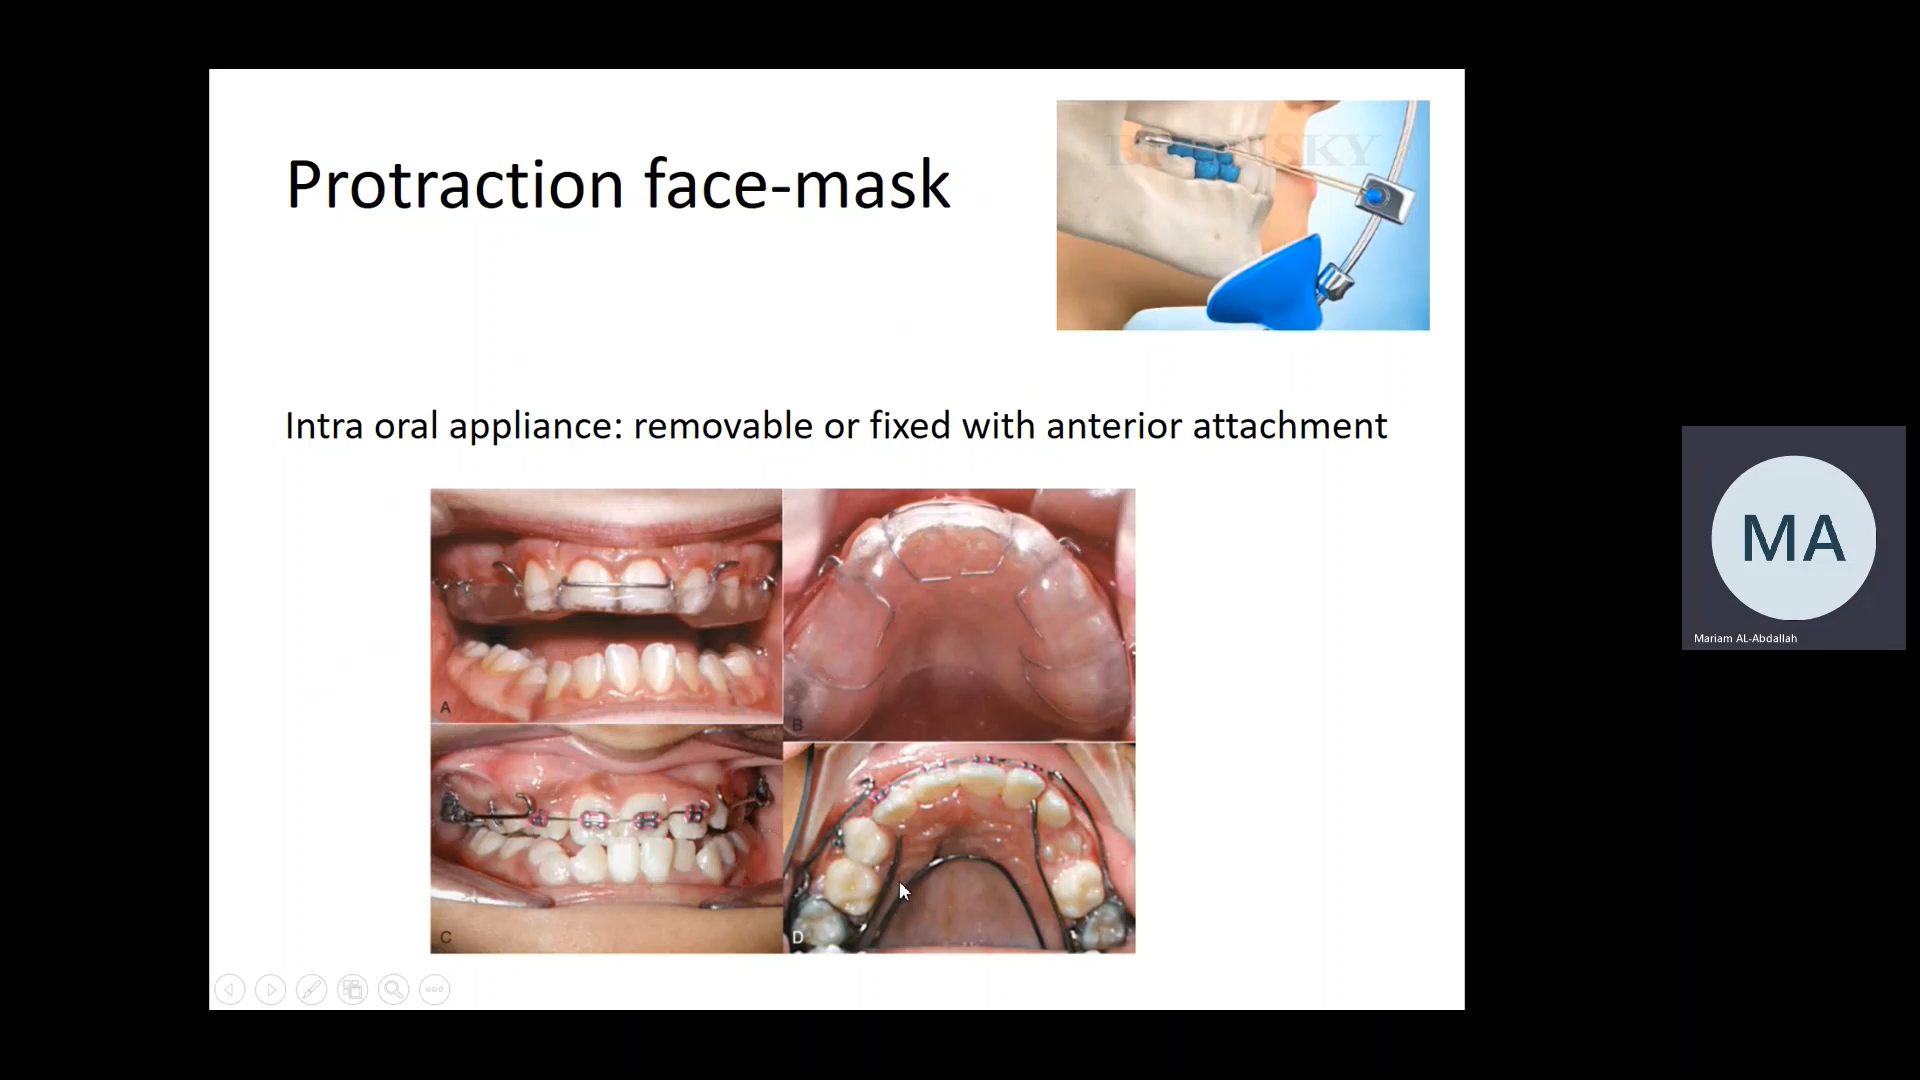 Protraction face-mask
Intra oral appliance: removable or fixed with anterior attachment
A
B
C
D
MA
Mariam AL-Abdallah